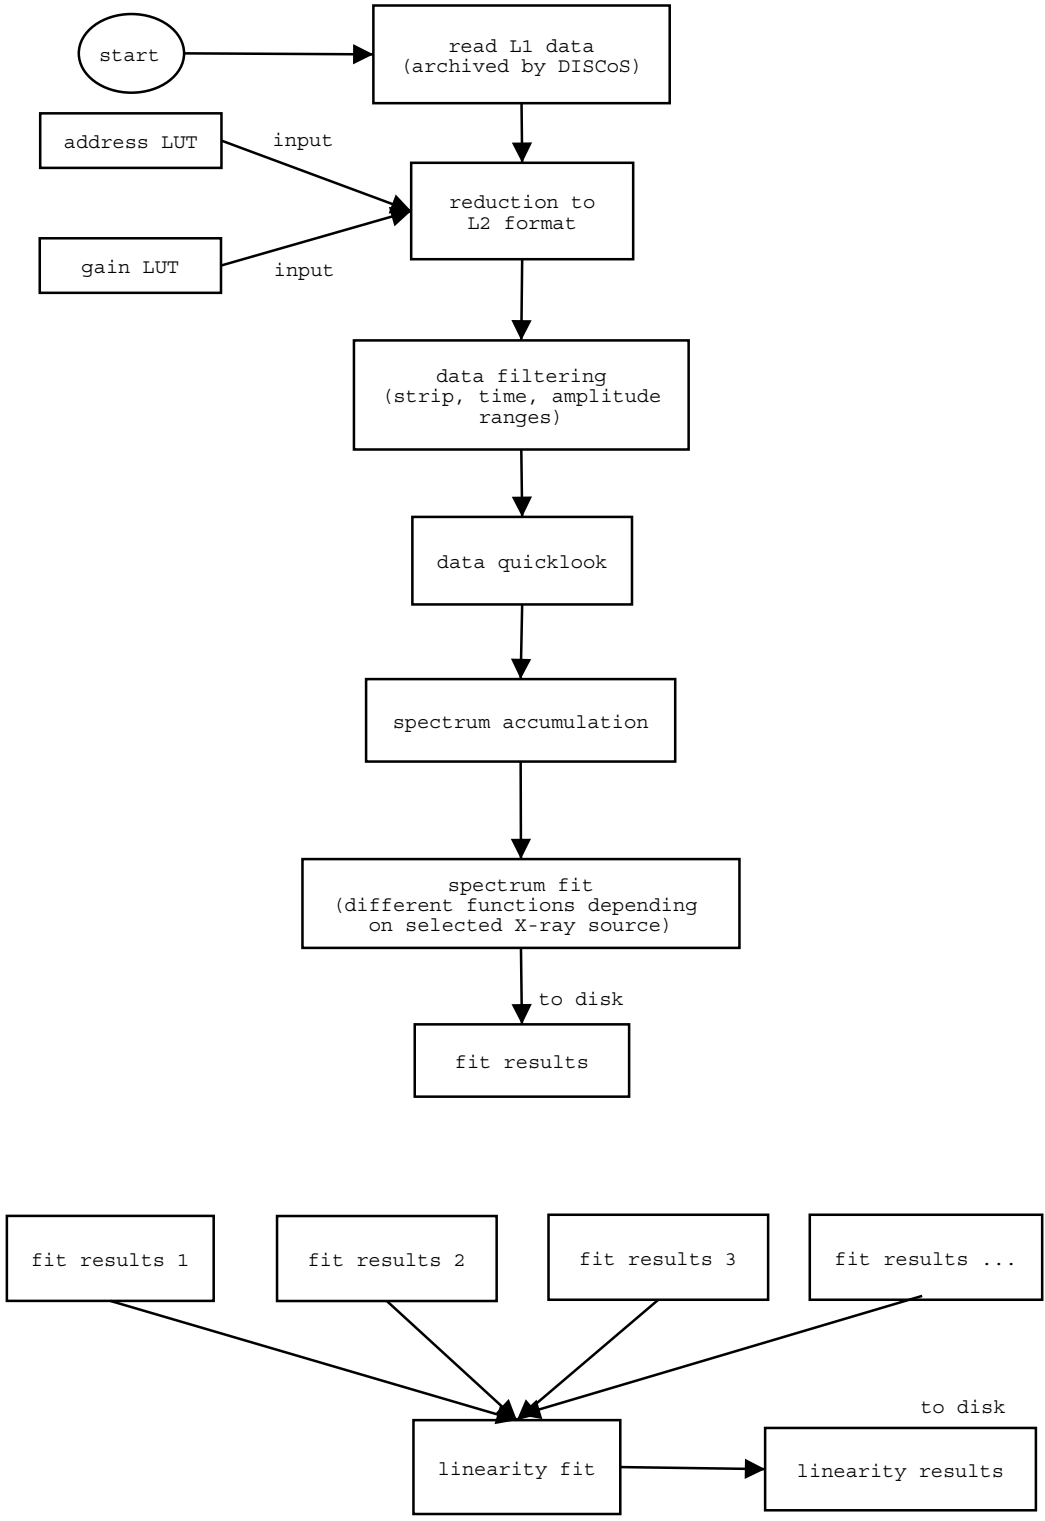 start
read L1 data
(archived by DISCoS)
address LUT
input
reduction to
L2 format
gain LUT
input
data filtering
(strip, time, amplitude
ranges)
data quicklook
spectrum accumulation
spectrum fit
(different functions depending
on selected X-ray source)
to disk
fit results
fit results 1
fit results 2
fit results 3
fit results ...
to disk
linearity fit
linearity results